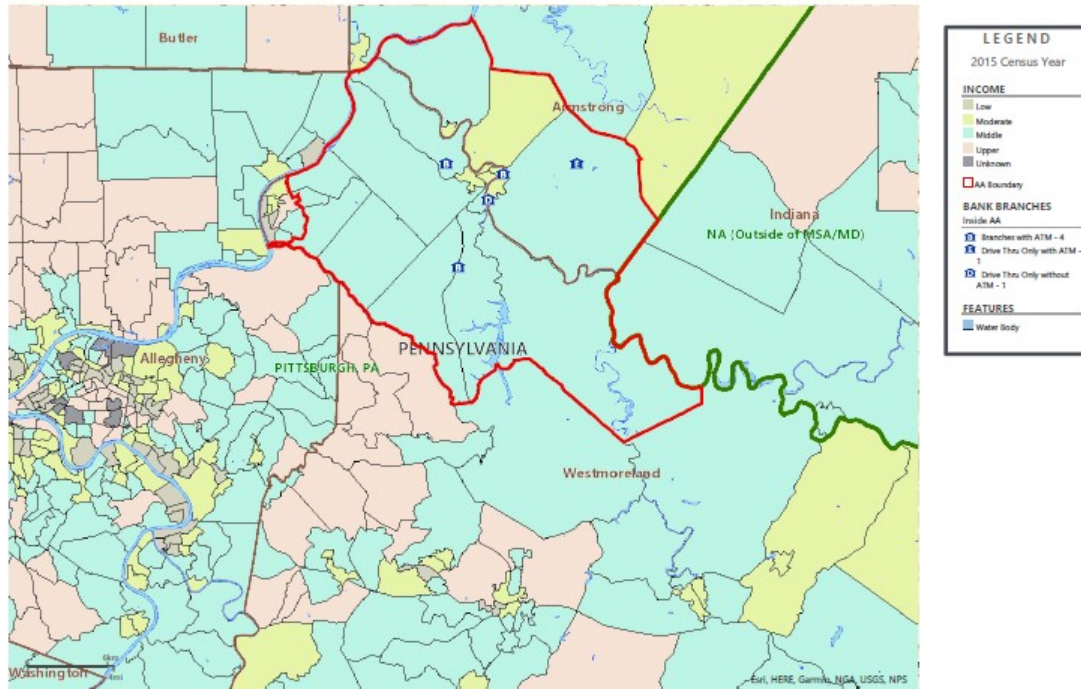 Butler
Armstrong
Indiana
NA (Outside of MSA/MD)
Allegheny
PENNSYLVANIA
PITTSBURGH, PA
Westmoreland
Washington
6km
4mi
Esri, HERE, Garmin, NGA, USGS, NPS
LEGEND
2015 Census Year
INCOME
Low
Moderate
Middle
Upper
Unknown
AA Boundary
BANK BRANCHES
Inside AA
Branches with ATM - 4
Drive Thru Only with ATM -
1
Drive Thru Only without
ATM - 1
FEATURES
Water Body